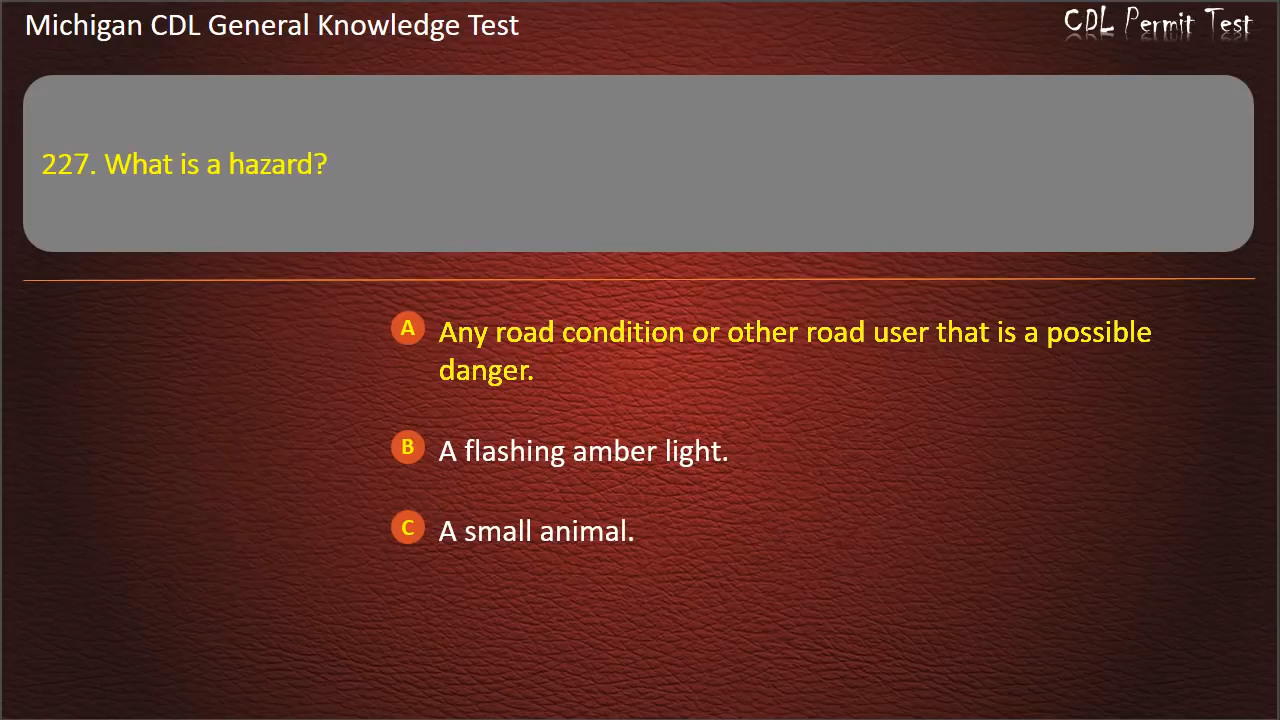 Michigan CDL General Knowledge Test
CDL Permit Test
227. What is a hazard?
A Any road condition or other road user that is a possible
danger.
B A flashing amber light.
C A small animal.